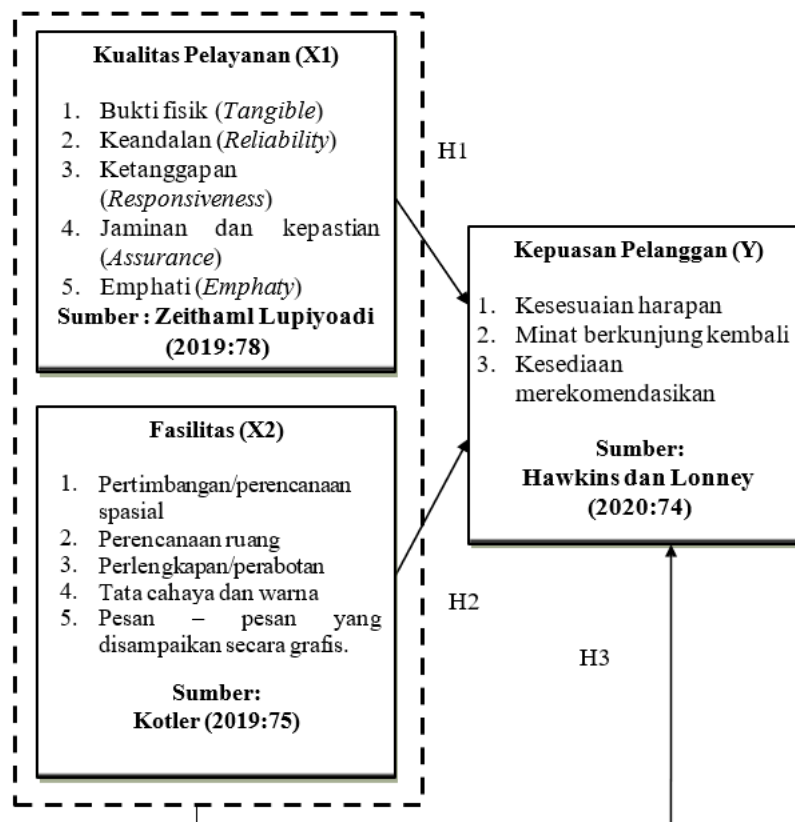 Kualitas Pelayanan (X1)
1. Bukti fisik (Tangible)
2. Keandalan (Reliability)
3. Ketanggapan
(Responsiveness)
4. Jaminan dan kepastian
(Assurance)
5. Emphati (Emphaty)
Sumber : Zeithaml Lupiyoadi
(2019:78)
H1
Kepuasan Pelanggan (Y)
1. Kesesuaian harapan
2. Minat berkunjung kembali
3. Kesediaan
merekomendasikan
Sumber:
Hawkins dan Lonney
(2020:74)
Fasilitas (X2)
1. Pertimbangan/perencanaan
spasial
2. Perencanaan ruang
3. Perlengkapan/perabotan
4. Tata cahaya dan warna
5. Pesan – pesan yang
disampaikan secara grafis.
Sumber:
Kotler (2019:75)
H2
H3